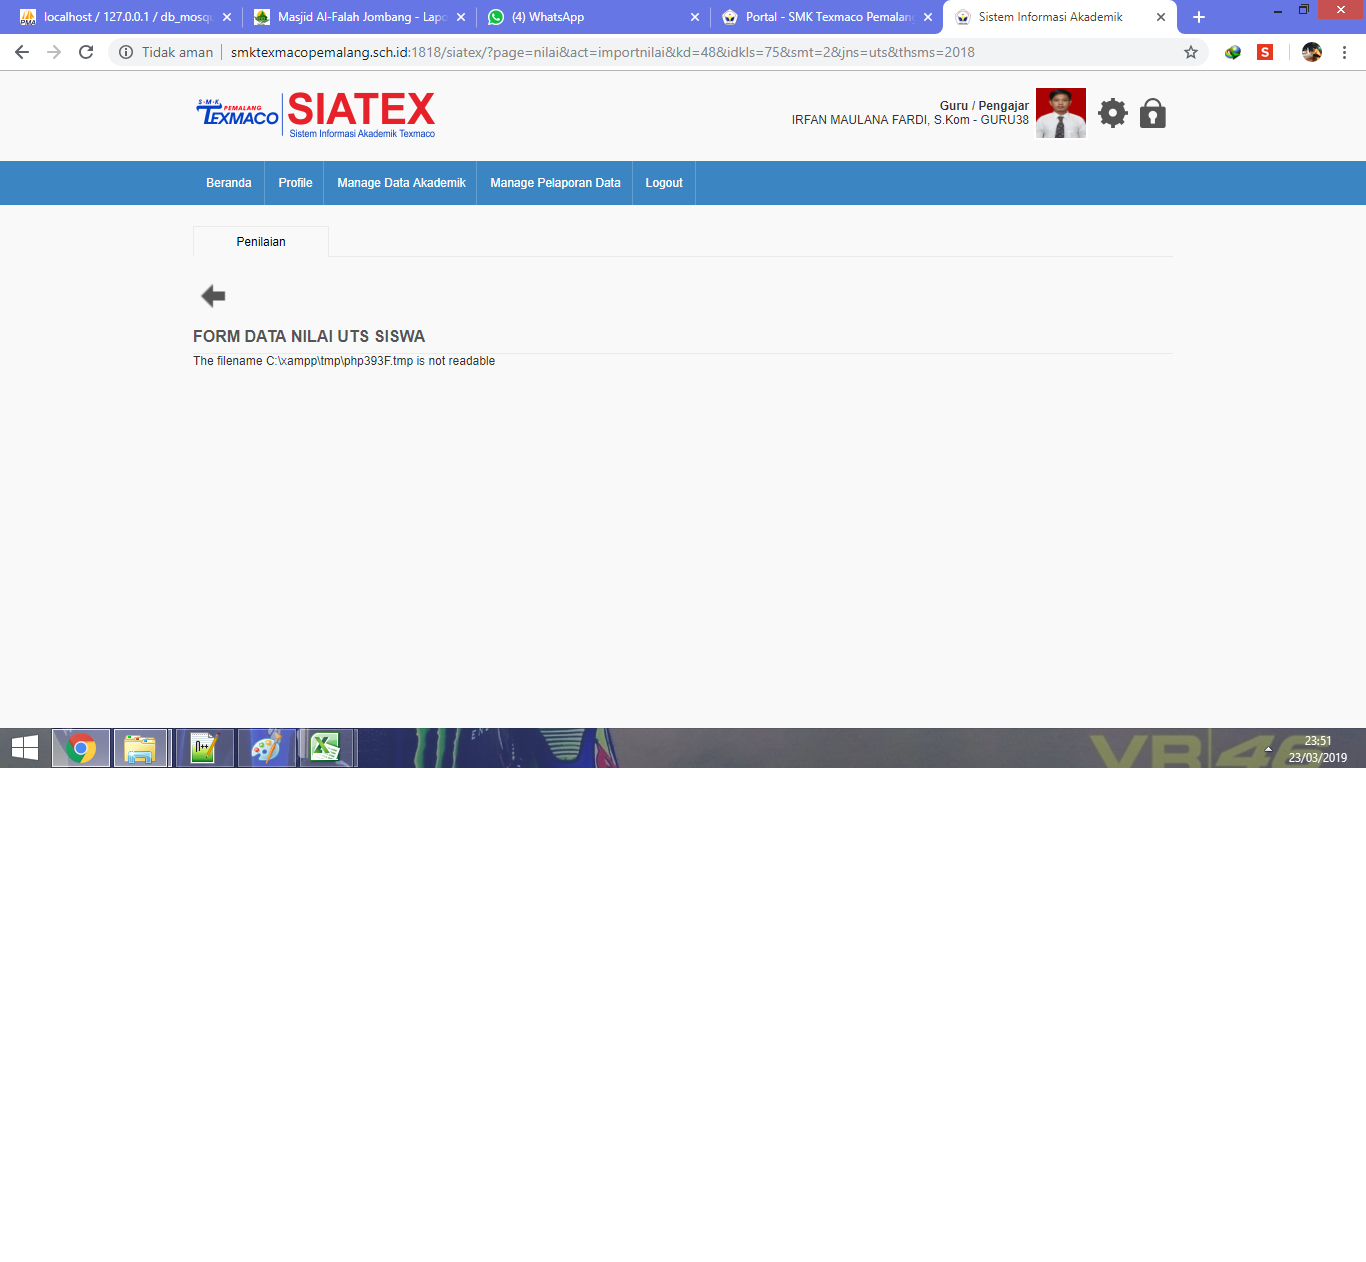 localhost / 127.0.0.1 / db_mosq
Masjid Al-Falah Jombang - Lapo
(4) WhatsApp
Portal - SMK Texmaco Pemalan
Sistem Informasi Akademik
Tidak aman
smktexmacopemalang.sch.id:1818/siatex/?page=nilai&act=importnilai&kd=48&idkls=75&smt=2&jns=uts&thsms=2018
S
S-M-K PEMALANG
TEXMACO
SIATEX
Sistem Informasi Akademik Texmaco
Guru / Pengajar
IRFAN MAULANA FARDI, S.Kom - GURU38
Beranda
Profile
Manage Data Akademik
Manage Pelaporan Data
Logout
Penilaian
FORM DATA NILAI UTS SISWA
The filename C:\xampp\tmp\php393F.tmp is not readable
VR 46
23:51
23/03/2019